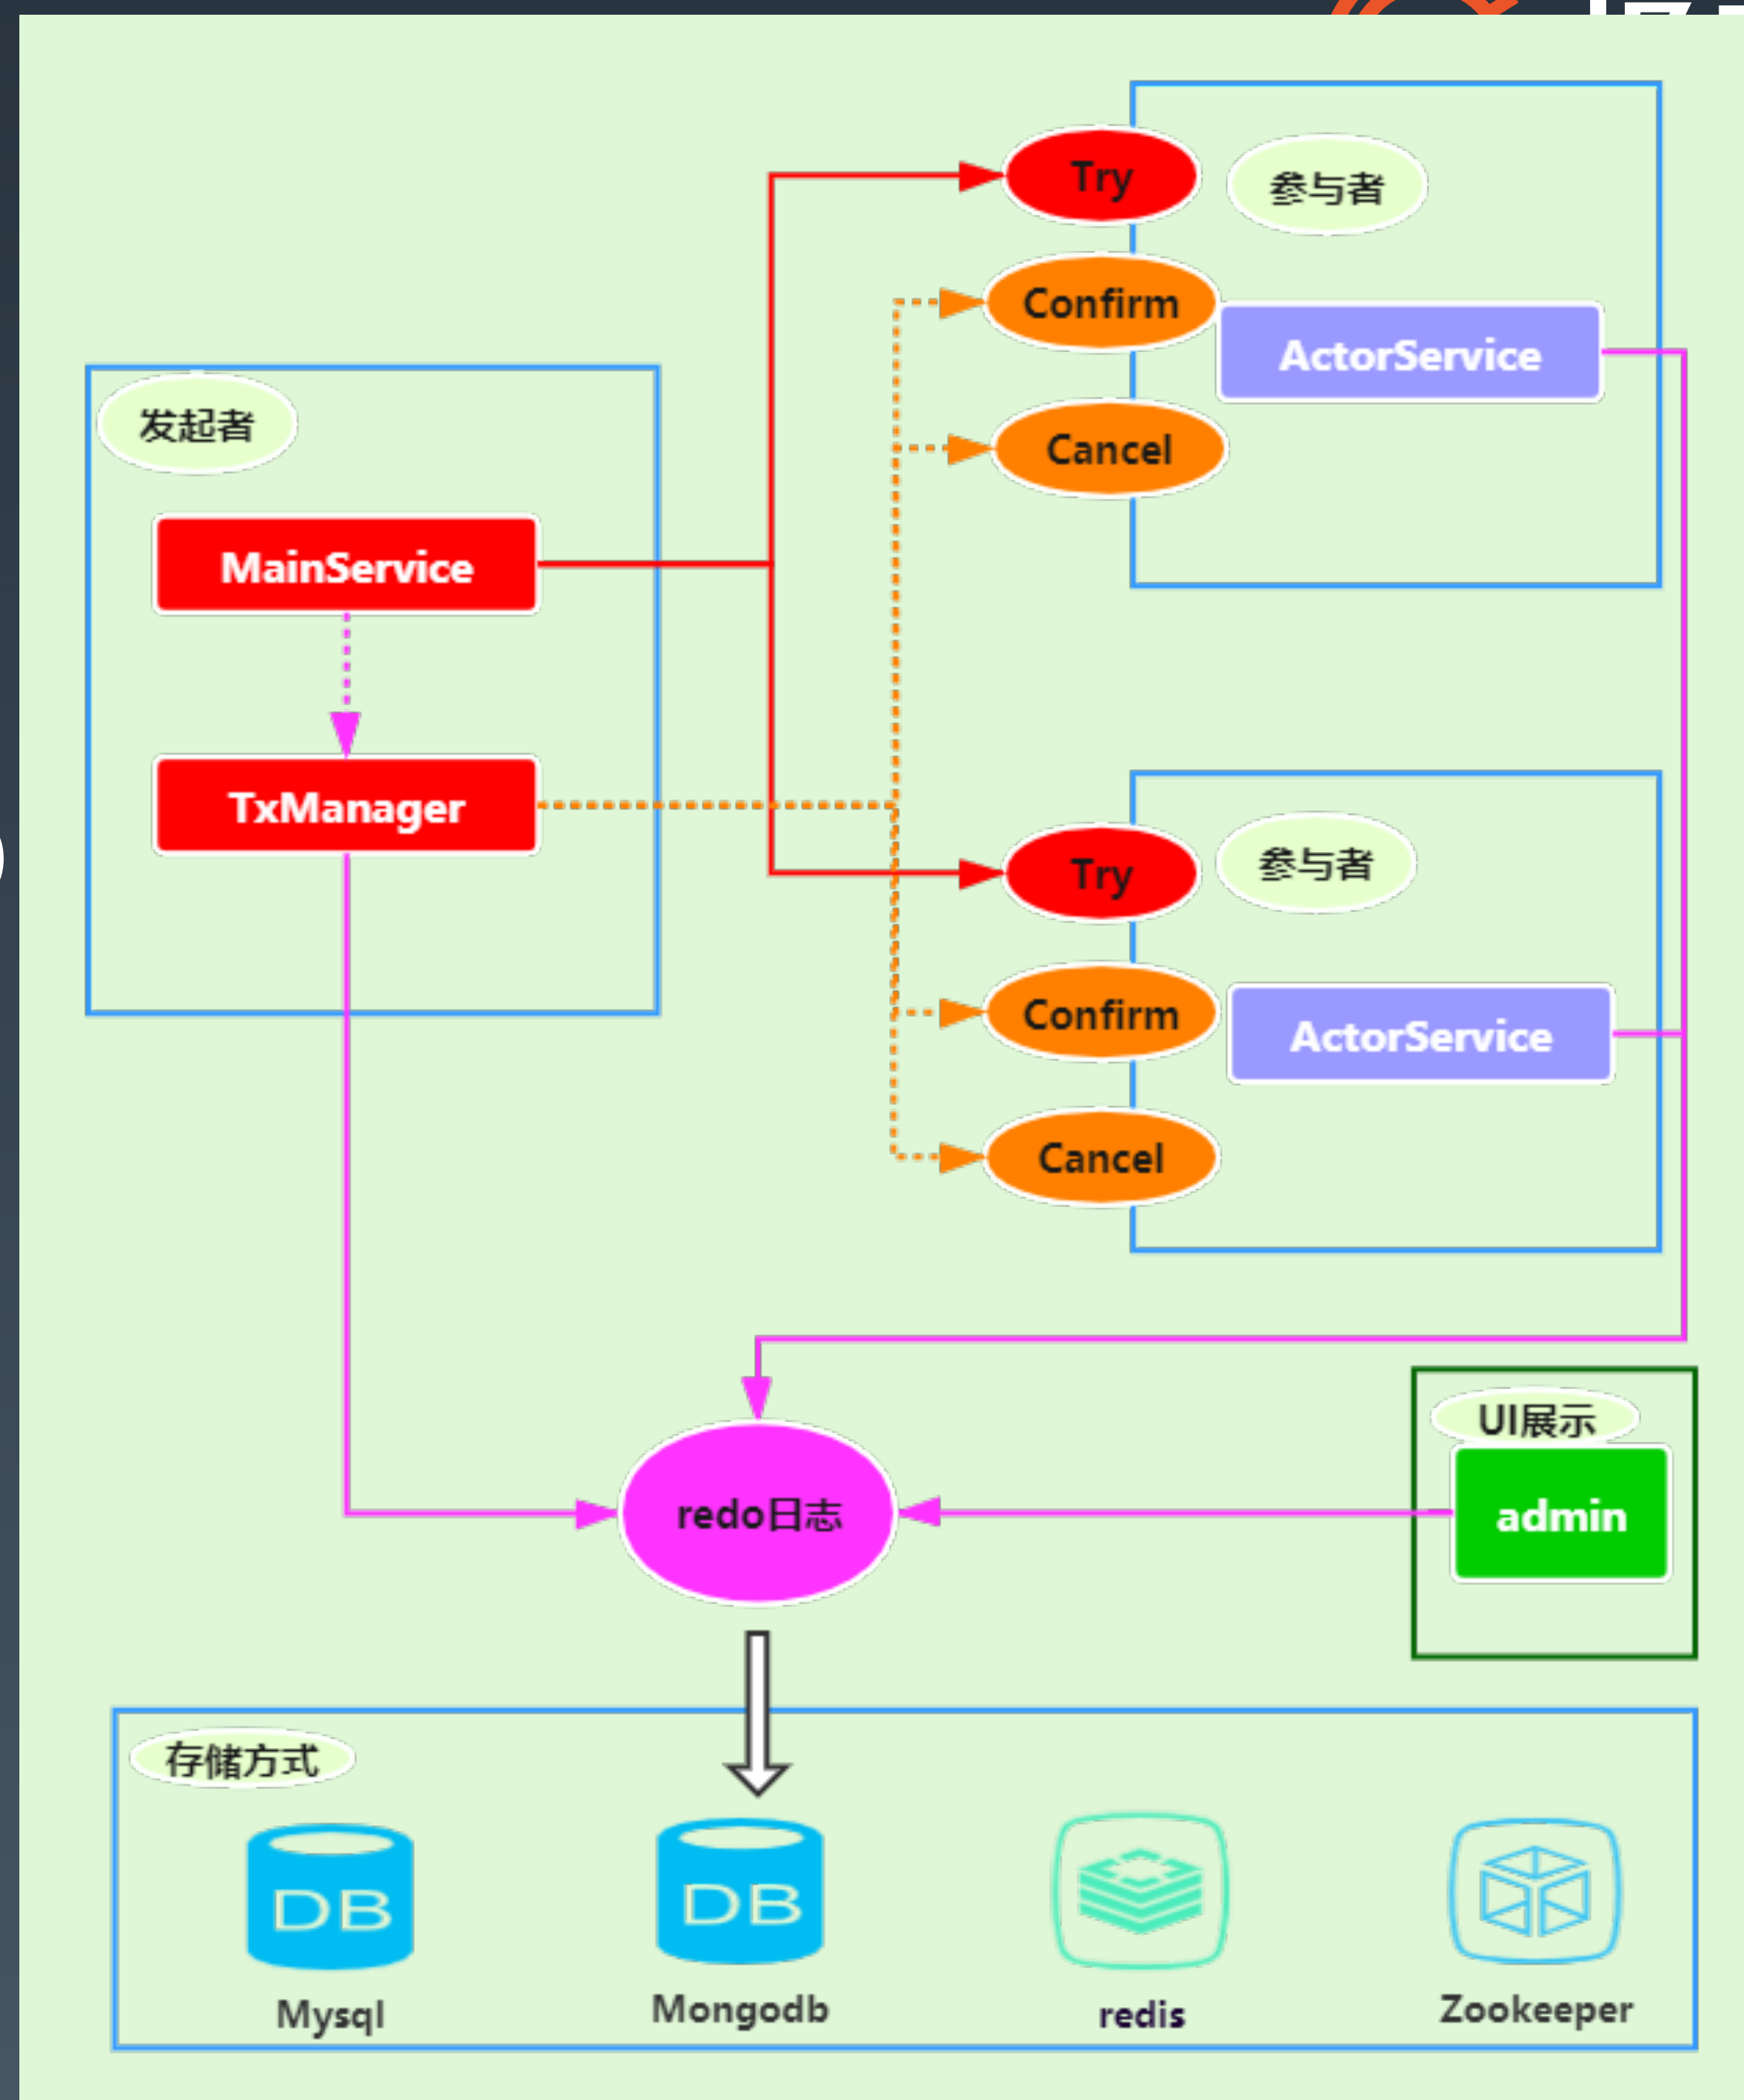 Try
参与者
Confirm
ActorService
Cancel
发起者
MainService
TxManager
Try
参与者
Confirm
ActorService
Cancel
UI展示
redo日志
admin
存储方式
DB
DB
Mysql
Mongodb
redis
Zookeeper